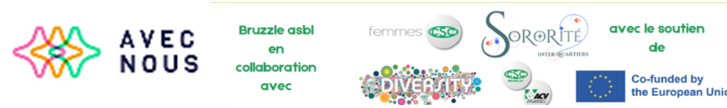 AVEC
NOUS
Bruzzle asbl
en
collaboration
avec
femmes CSC
SORORITÉ
INTER QUARTIERS
DIVERSITY
CSC
ACV
avec le soutien
de
Co-funded by
the European Uni